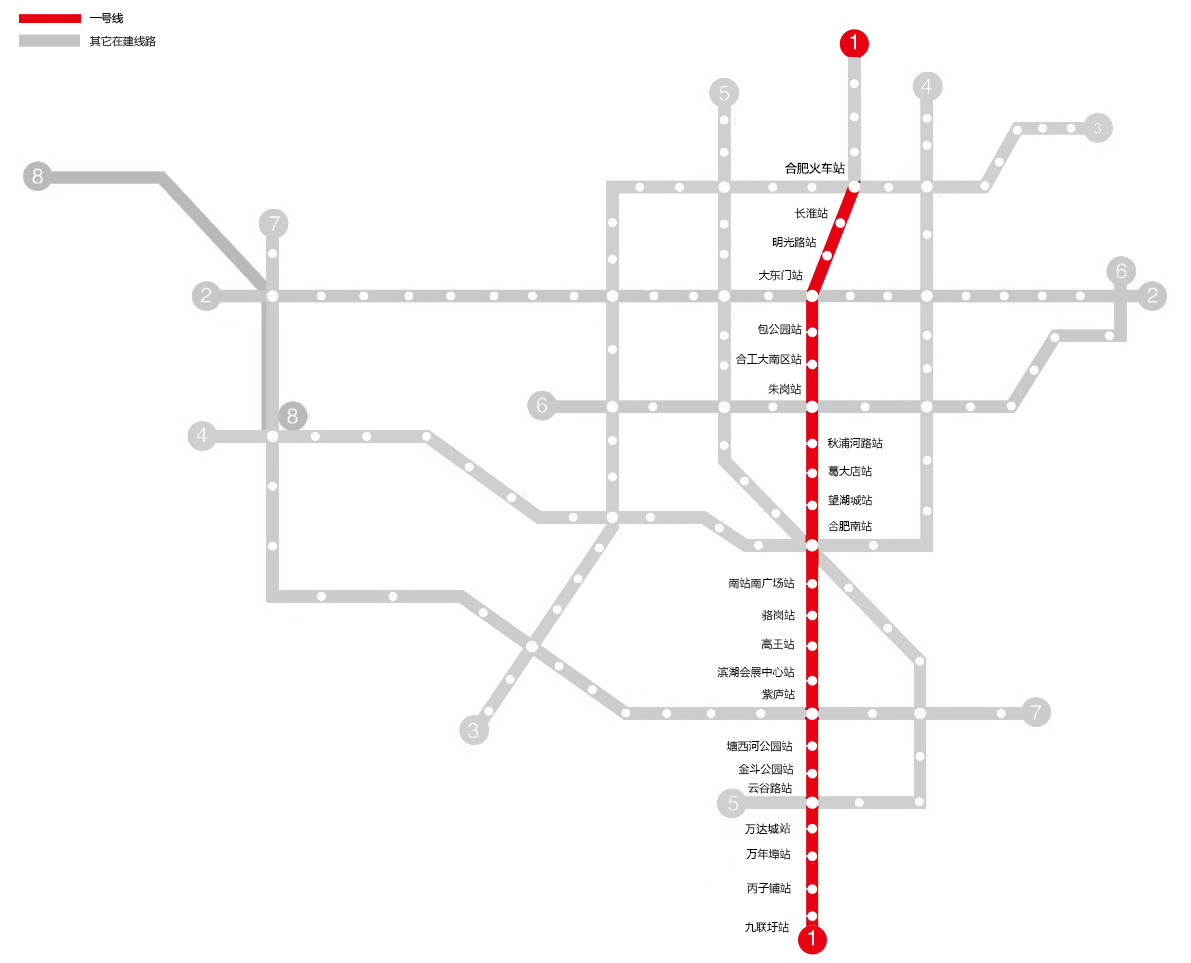 一号线
其它在建线路
1
5
4
3
8
合肥火车站
长淮站
7
明光路站
大东门站
6
2
2
包公园站
合工大南区站
朱岗站
6
8
4
秋浦河路站
葛大店站
望湖城站
合肥南站
南站南广场站
骆岗站
高王站
滨湖会展中心站
紫庐站
7
3
塘西河公园站
金斗公园站
云谷路站
5
万达城站
万年埠站
丙子铺站
九联圩站
1